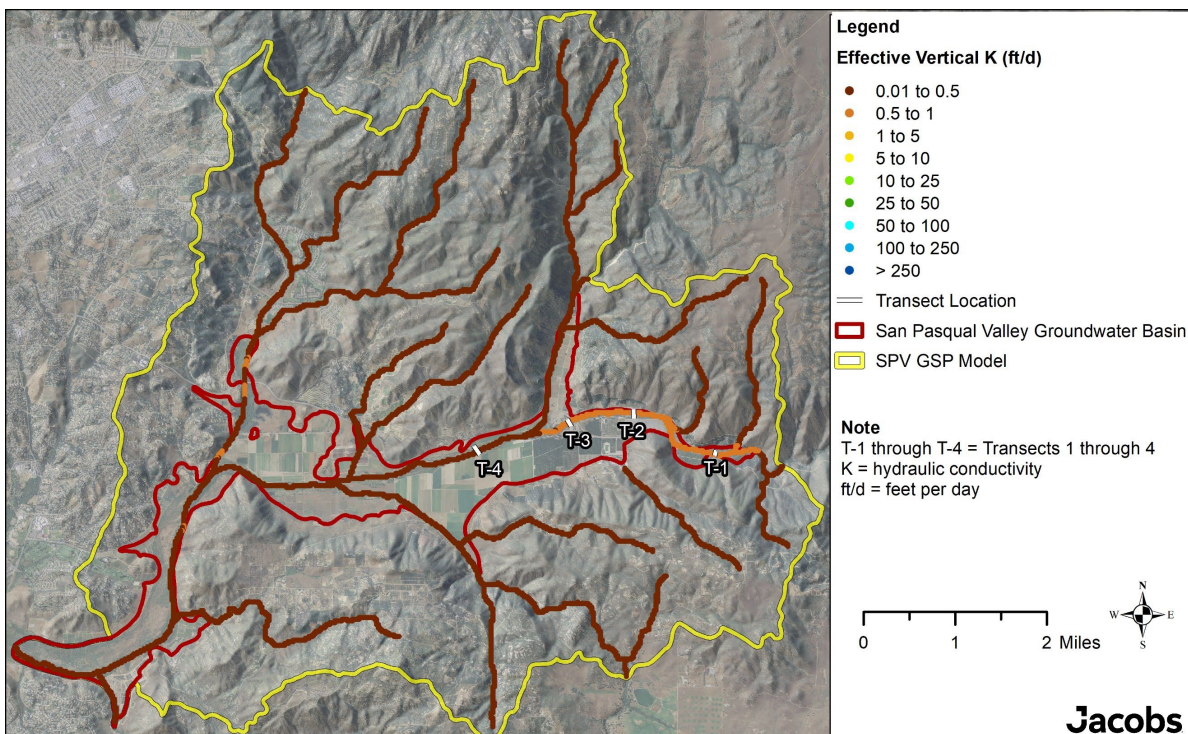 Legend
Effective Vertical K (ft/d)
0.01 to 0.5
0.5 to 1
1 to 5
5 to 10
10 to 25
25 to 50
50 to 100
100 to 250
> 250
Transect Location
San Pasqual Valley Groundwater Basin
SPV GSP Model
Note
T-1 through T-4 = Transects 1 through 4
K = hydraulic conductivity
ft/d = feet per day
T-4
T-3
T-2
T-1
N
W E
S
0 1 2 Miles
Jacobs